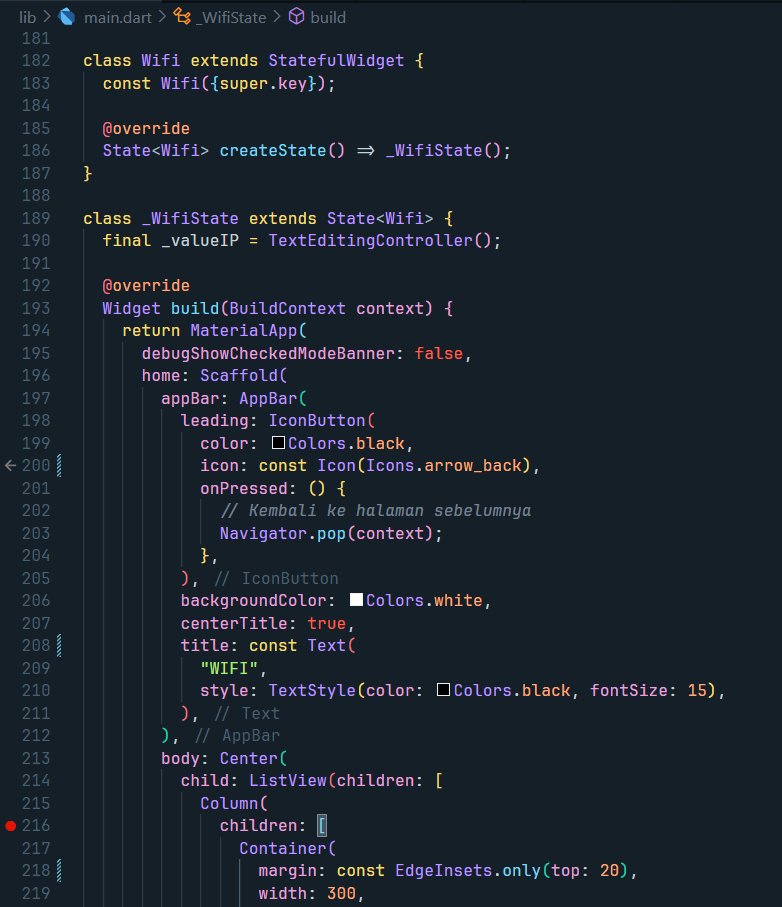 lib > main.dart > _WifiState > build
181
182 class Wifi extends StatefulWidget {
183   const Wifi({super.key});
184
185   @override
186   State<Wifi> createState() => _WifiState();
187 }
188
189 class _WifiState extends State<Wifi> {
190   final _valueIP = TextEditingController();
191
192   @override
193   Widget build(BuildContext context) {
194     return MaterialApp(
195       debugShowCheckedModeBanner: false,
196       home: Scaffold(
197         appBar: AppBar(
198           leading: IconButton(
199             color: Colors.black,
200             icon: const Icon(Icons.arrow_back),
201             onPressed: () {
202               // Kembali ke halaman sebelumnya
203               Navigator.pop(context);
204             },
205           ), // IconButton
206           backgroundColor: Colors.white,
207           centerTitle: true,
208           title: const Text(
209             "WIFI",
210             style: TextStyle(color: Colors.black, fontSize: 15),
211           ), // Text
212         ), // AppBar
213         body: Center(
214           child: ListView(children: [
215             Column(
216               children: [
217                 Container(
218                   margin: const EdgeInsets.only(top: 20),
219                   width: 300,